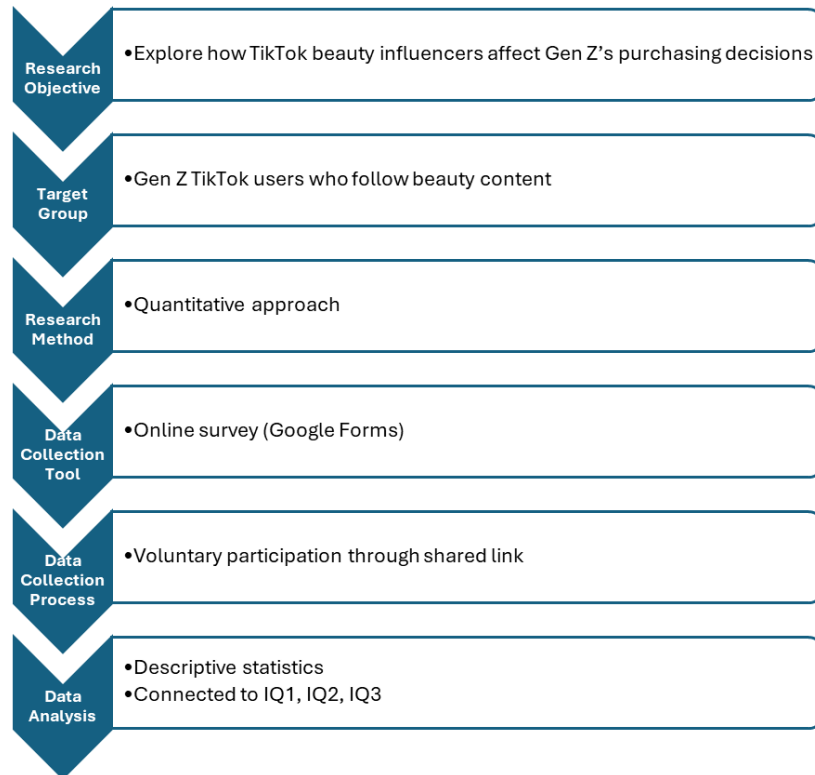 Research
Objective
•Explore how TikTok beauty influencers affect Gen Z’s purchasing decisions
Target
Group
•Gen Z TikTok users who follow beauty content
Research
Method
•Quantitative approach
Data
Collection
Tool
•Online survey (Google Forms)
Data
Collection
Process
•Voluntary participation through shared link
Data
Analysis
•Descriptive statistics
•Connected to IQ1, IQ2, IQ3